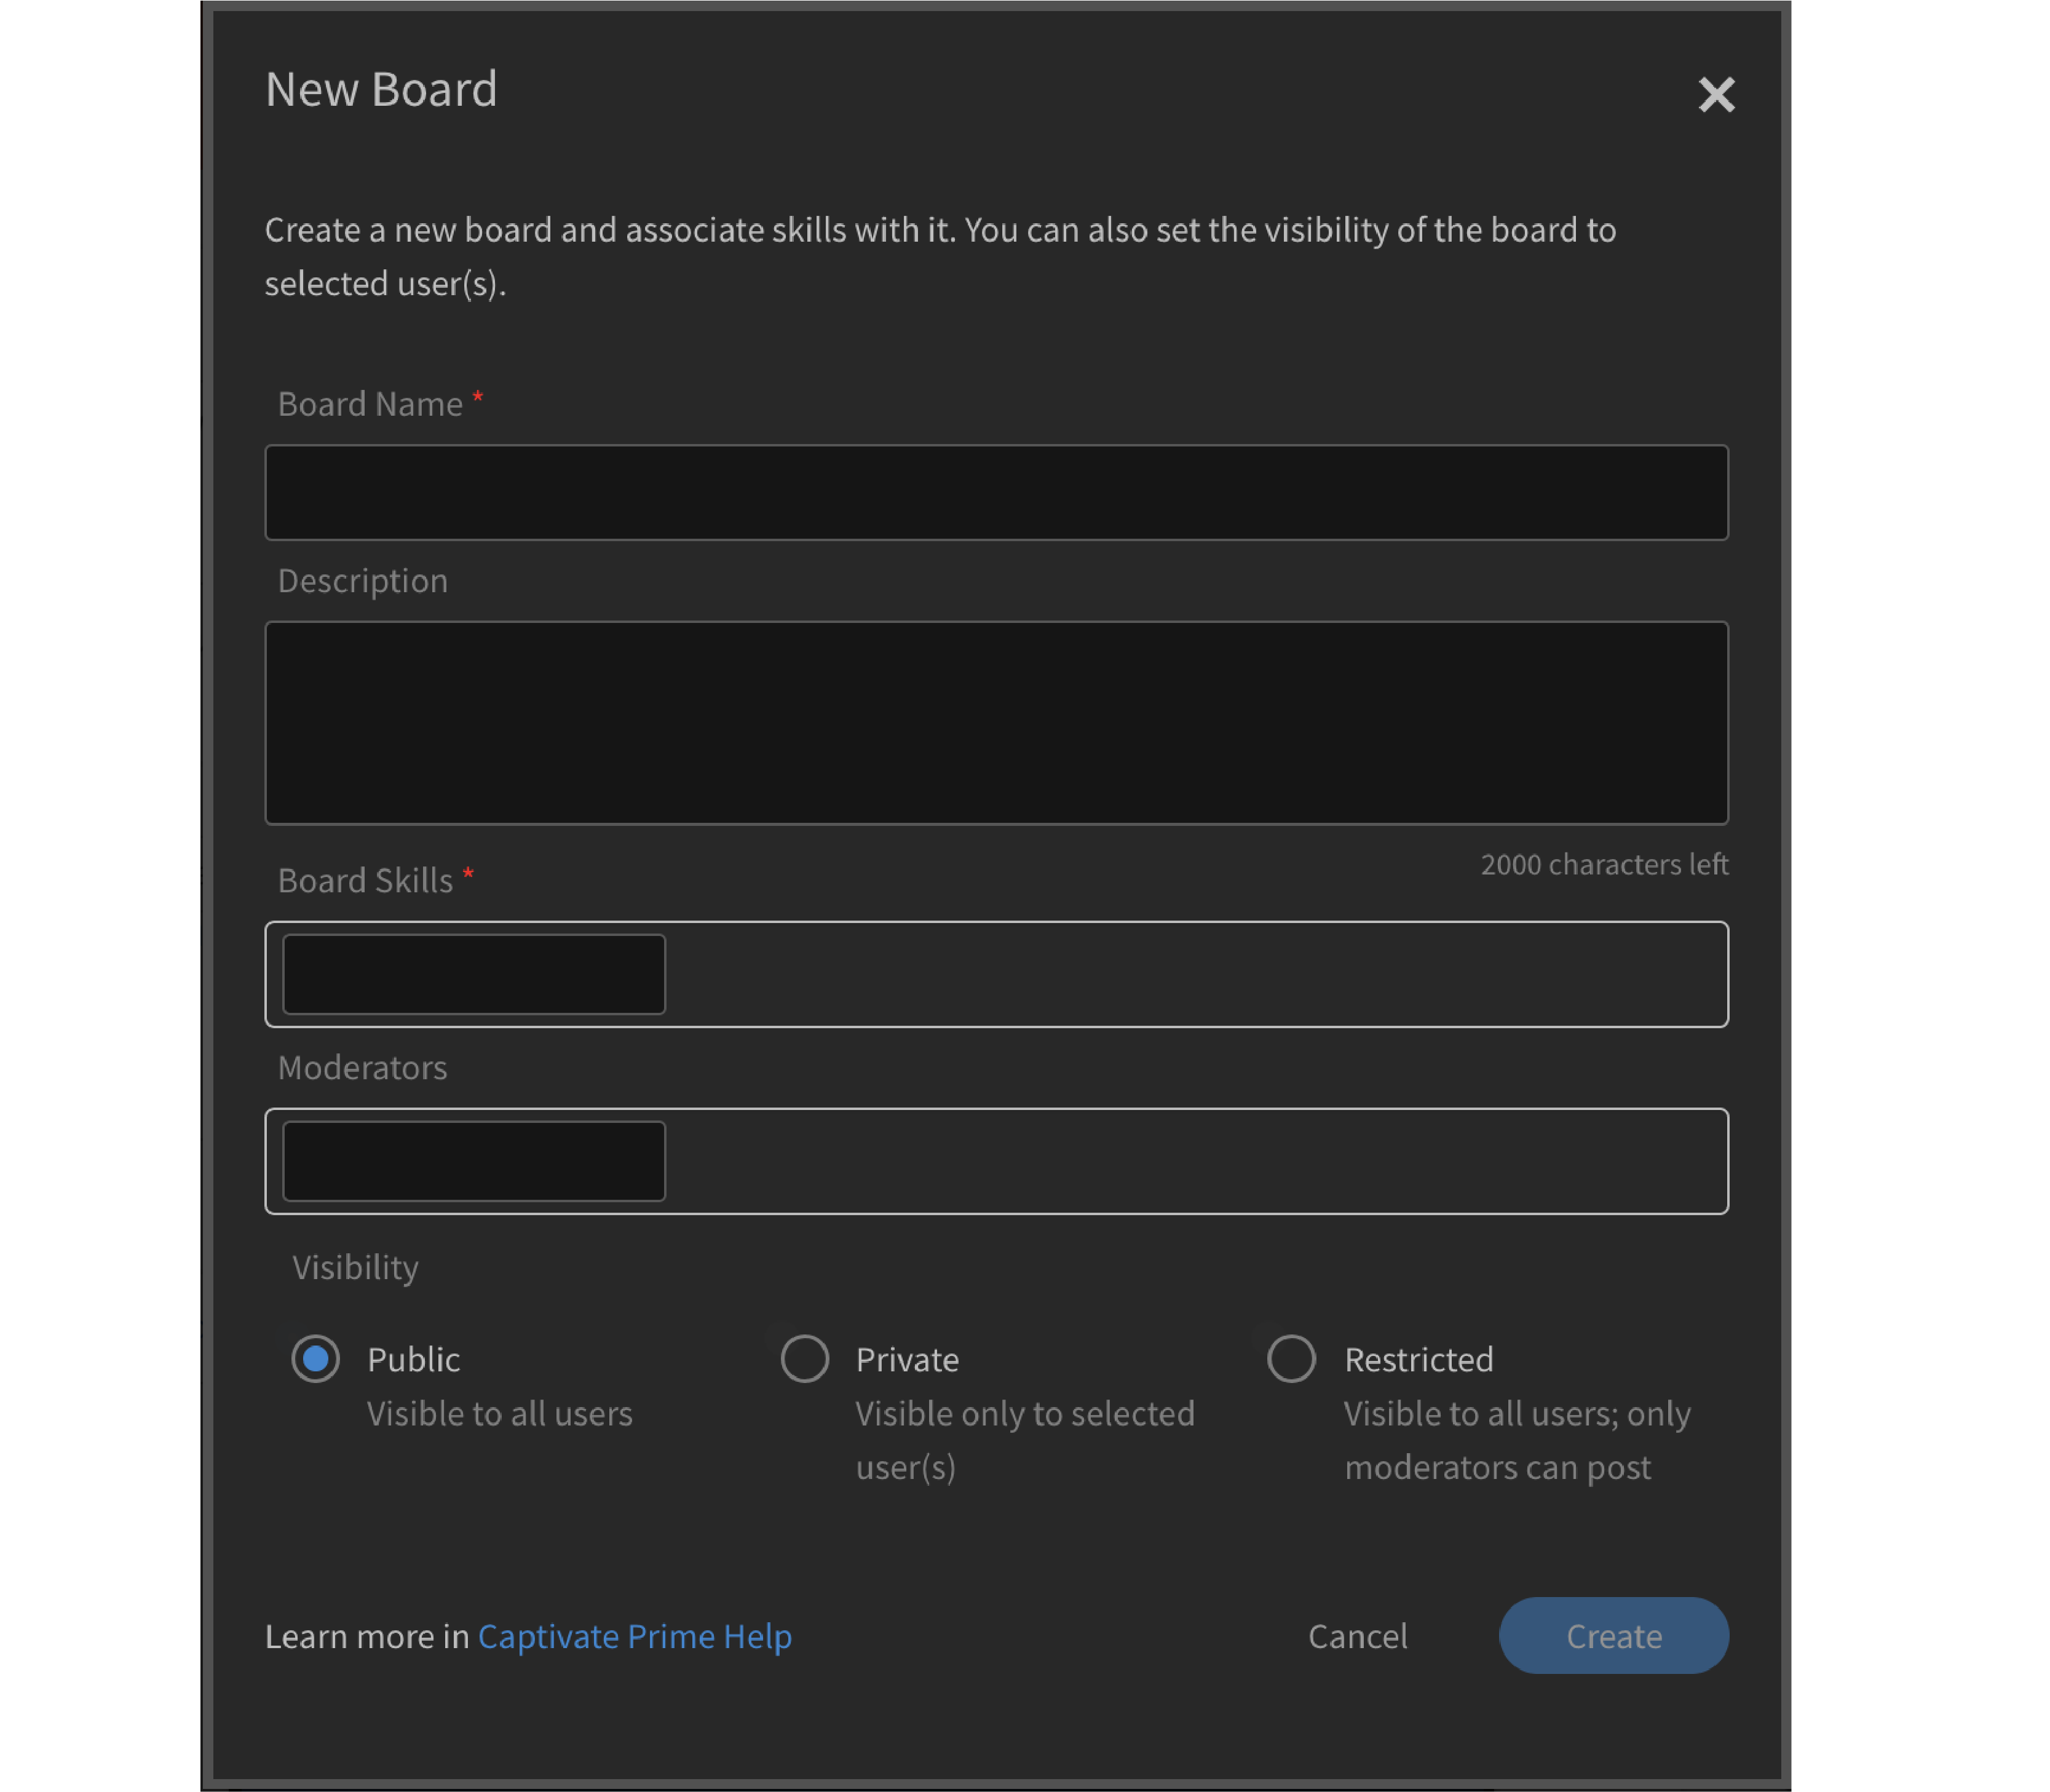 New Board
Create a new board and associate skills with it. You can also set the visibility of the board to
selected user(s).
Board Name *
Description
2000 characters left
Board Skills *
Moderators
Visibility
Public
Visible to all users
Private
Visible only to selected
user(s)
Restricted
Visible to all users; only
moderators can post
Learn more in Captivate Prime Help
Cancel
Create